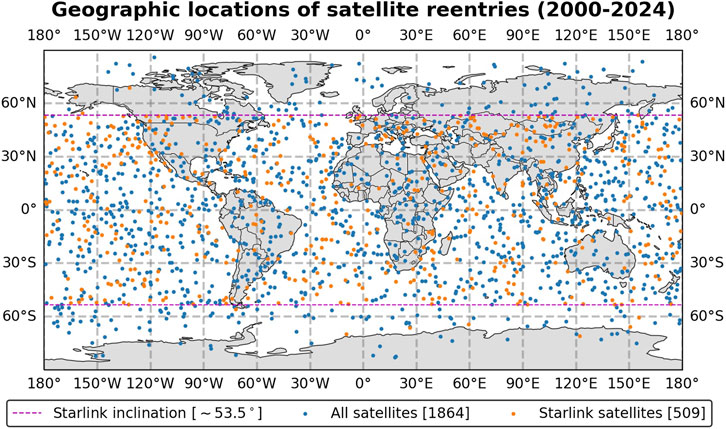 Geographic locations of satellite reentries (2000-2024)
180° 150°W 120°W 90°W 60°W 30°W 0° 30°E 60°E 90°E 120°E 150°E 180°
60°N 60°N
30°N 30°N
0° 0°
30°S 30°S
60°S 60°S
180° 150°W 120°W 90°W 60°W 30°W 0° 30°E 60°E 90°E 120°E 150°E 180°
Starlink inclination [∼53.5°] All satellites [1864] Starlink satellites [509]